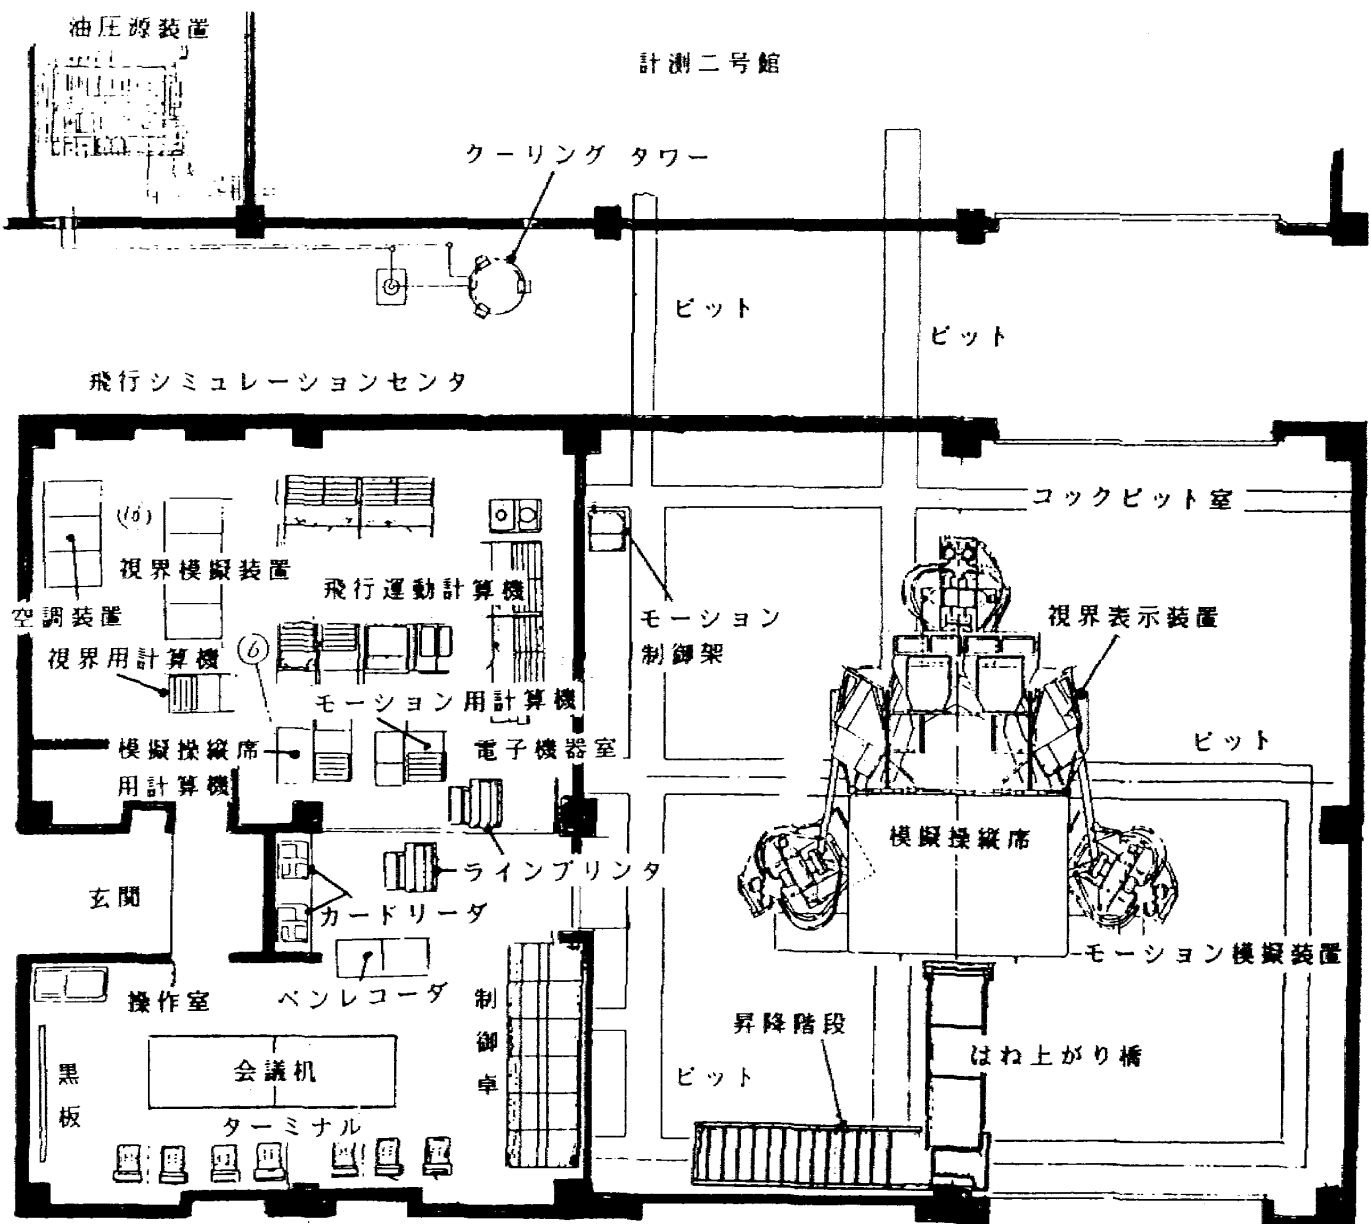 油圧源装置
計測二号館
クーリング タワー
ピット
ピット
飛行シミュレーションセンタ
コックピット室
視界模擬装置
飛行運動計算機
空調装置
モーション
制御架
視界表示装置
視界用計算機
6
モーション用計算機
模擬操縦席
用計算機
電子機器室
ピット
模擬操縦席
ラインプリンタ
玄関
カードリーダ
モーション模擬装置
操作室
ペンレコーダ
制
御
卓
昇降階段
はね上がり橋
会議机
黒
板
ピット
ターミナル